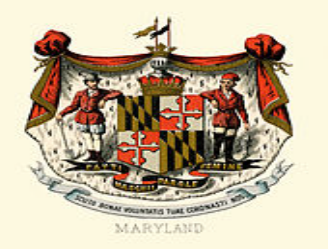 FATTI MASCHII PAROLE FEMINE
SCUTO BONAE VOLUNTATIS TUAE CORONASTI NOS
MARYLAND